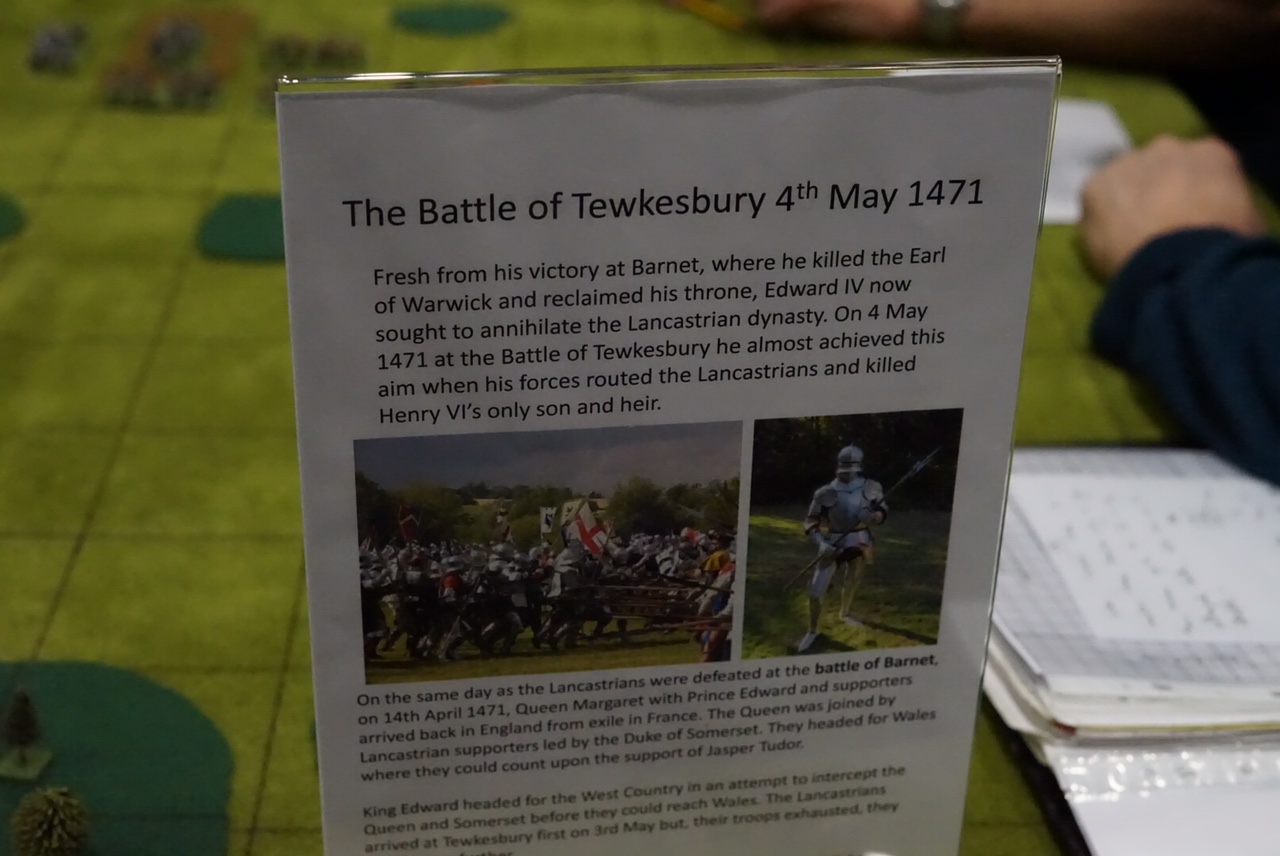 The Battle of Tewkesbury 4th May 1471
Fresh from his victory at Barnet, where he killed the Earl
of Warwick and reclaimed his throne, Edward IV now
sought to annihilate the Lancastrian dynasty. On 4 May
1471 at the Battle of Tewkesbury he almost achieved this
aim when his forces routed the Lancastrians and killed
Henry VI's only son and heir.
On the same day as the Lancastrians were defeated at the battle of Barnet,
on 14th April 1471, Queen Margaret with Prince Edward and supporters
arrived back in England from exile in France. The Queen was joined by
Lancastrian supporters led by the Duke of Somerset. They headed for Wales
where they could count upon the support of Jasper Tudor.
King Edward headed for the West Country in an attempt to intercept the
Queen and Somerset before they could reach Wales. The Lancastrians
arrived at Tewkesbury first on 3rd May but, their troops exhausted, they
further.